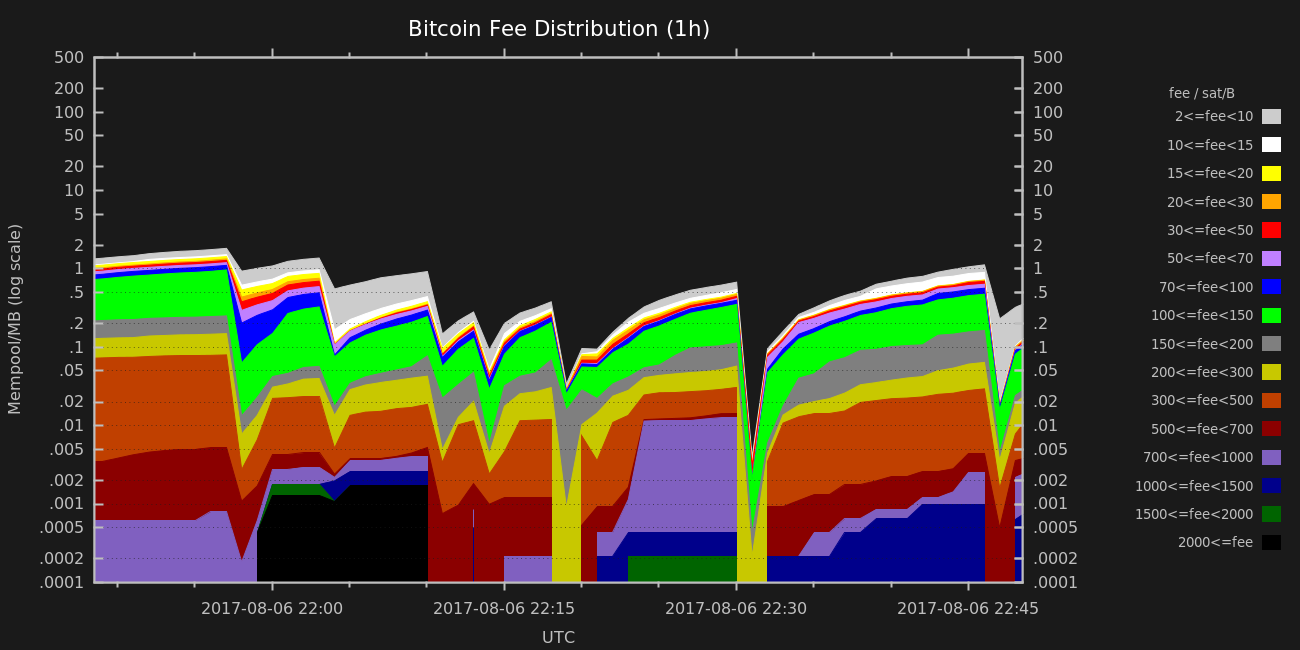 Bitcoin Fee Distribution (1h)
Mempool/MB (log scale)
500
200
100
50
20
10
5
2
1
.5
.2
.1
.05
.02
.01
.005
.002
.001
.0005
.0002
.0001
500
200
100
50
20
10
5
2
1
.5
.2
.1
.05
.02
.01
.005
.002
.001
.0005
.0002
.0001
2017-08-06 22:00
2017-08-06 22:15
2017-08-06 22:30
2017-08-06 22:45
UTC
fee / sat/B
2<=fee<10
10<=fee<15
15<=fee<20
20<=fee<30
30<=fee<50
50<=fee<70
70<=fee<100
100<=fee<150
150<=fee<200
200<=fee<300
300<=fee<500
500<=fee<700
700<=fee<1000
1000<=fee<1500
1500<=fee<2000
2000<=fee